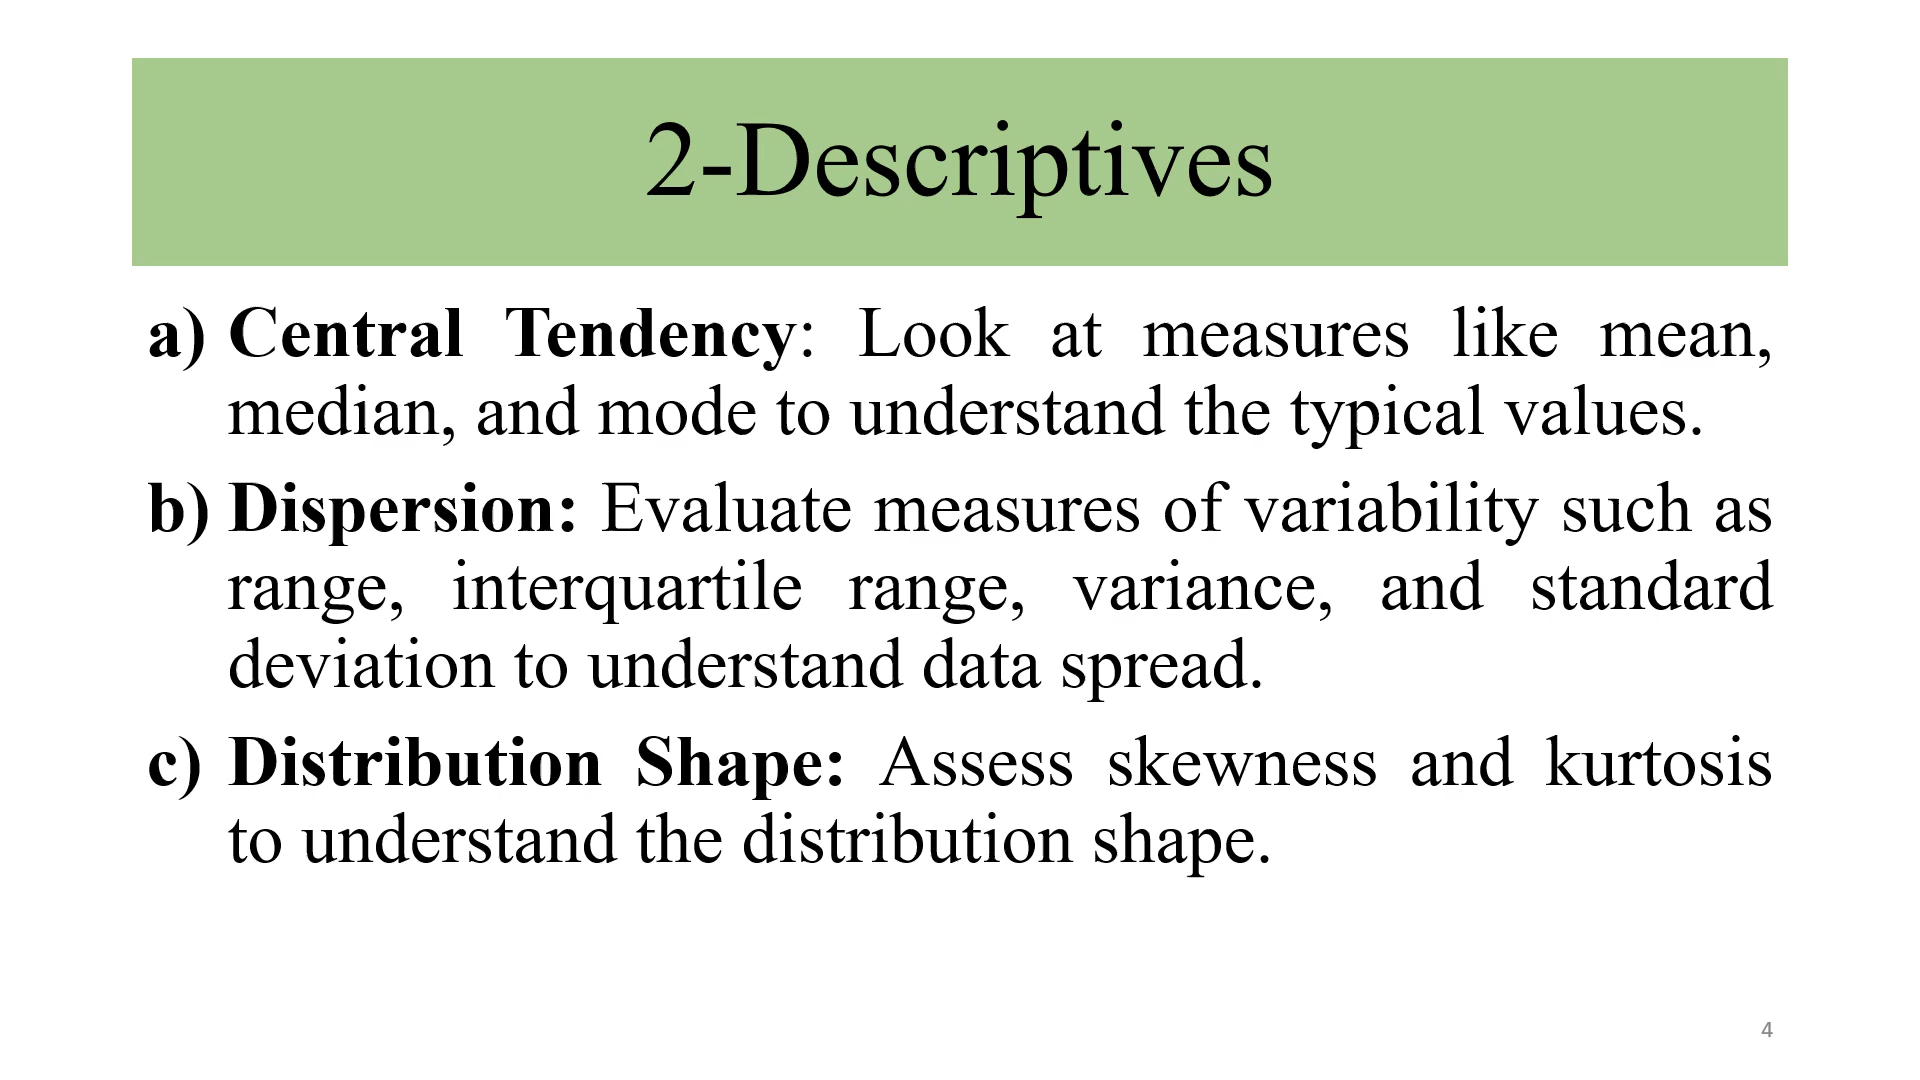 2-Descriptives
a) Central Tendency: Look at measures like mean,
median, and mode to understand the typical values.
b) Dispersion: Evaluate measures of variability such as
range, interquartile range, variance, and standard
deviation to understand data spread.
c) Distribution Shape: Assess skewness and kurtosis
to understand the distribution shape.
4